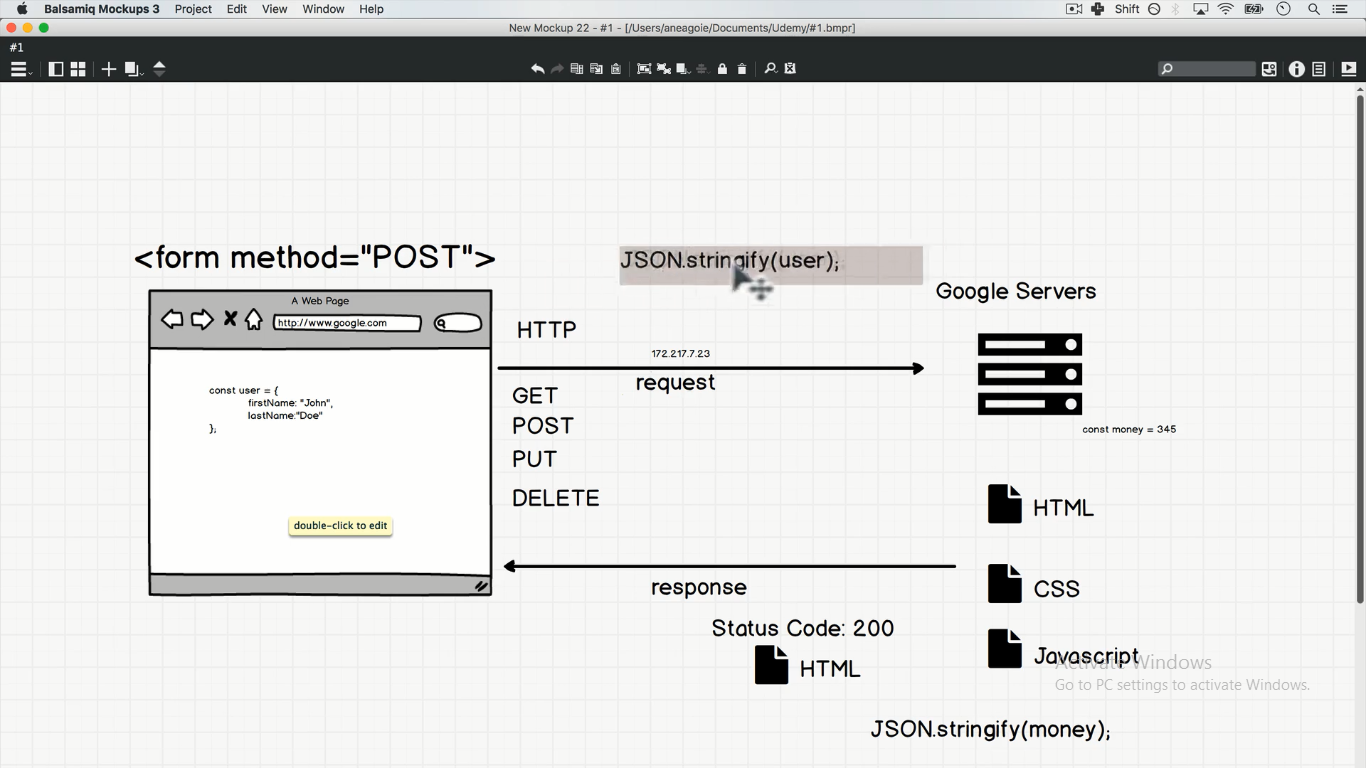 Balsamiq Mockups 3 Project Edit View Window Help Shift
New Mockup 22 - #1 - [/Users/aneagoie/Documents/Udemy/#1.bmpr]
#1
<form method="POST">
JSON.stringify(user);
Google Servers
A Web Page
http://www.google.com
HTTP
172.217.7.23
request
const user = {
firstName: "John",
lastName:"Doe"
};
GET
POST
PUT
DELETE
const money = 345
HTML
double-click to edit
response
CSS
Status Code: 200
HTML
Javascript
Activate Windows
Go to PC settings to activate Windows.
JSON.stringify(money);